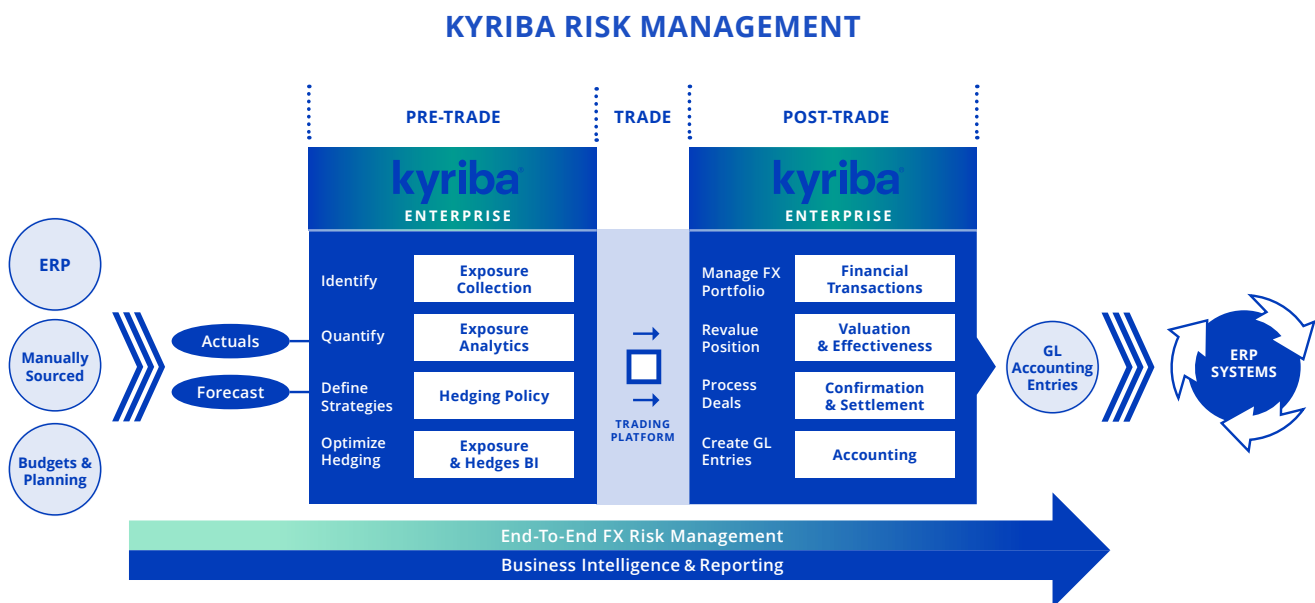 KYRIBA RISK MANAGEMENT
PRE-TRADE
TRADE
POST-TRADE
kyriba
ENTERPRISE
kyriba
ENTERPRISE
ERP
Manually
Sourced
Budgets &
Planning
Actuals
Forecast
Identify
Exposure
Collection
Quantify
Exposure
Analytics
Define
Strategies
Hedging Policy
Optimize
Hedging
Exposure
& Hedges BI
TRADING
PLATFORM
Manage FX
Portfolio
Financial
Transactions
Revalue
Position
Valuation
& Effectiveness
Process
Deals
Confirmation
& Settlement
Create GL
Entries
Accounting
GL
Accounting
Entries
ERP
SYSTEMS
End-To-End FX Risk Management
Business Intelligence & Reporting